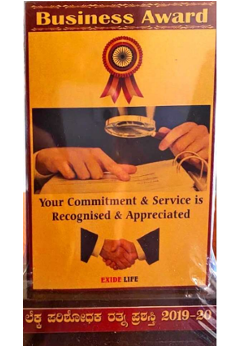 Business Award
Your Commitment & Service is
Recognised & Appreciated
EXIDE LIFE
ಲೆಕ್ಕ ಪರಿಶೋಧಕ ರತ್ನ ಪ್ರಶಸ್ತಿ 2019-20